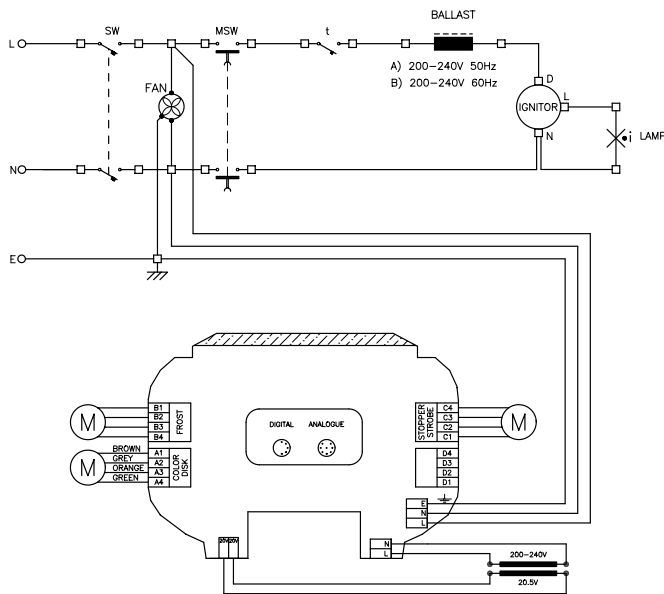 BALLAST
L SW MSW t
A) 200-240V 50Hz
B) 200-240V 60Hz
D
L
IGNITOR
N
i LAMP
FAN
N
E
DIGITAL ANALOGUE
B1
B2
B3
B4
FROST
M
BROWN A1
GREY A2
ORANGE A3
GREEN A4
COLOR
DISK
M
STOPPER
STROBE
C4
C3
C2
C1
M
D4
D3
D2
D1
E
N
L
20V 20V
N
L
200-240V
20.5V